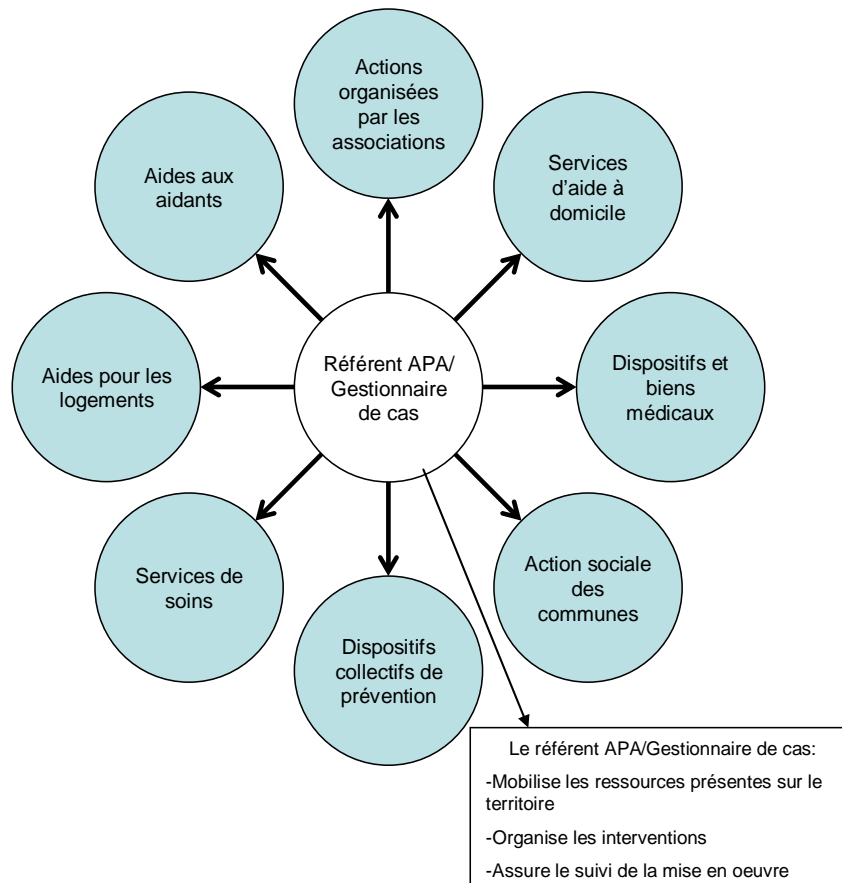 Actions
organisées
par les
associations
Aides aux
aidants
Services
d'aide à
domicile
Aides pour les
logements
Référent APA/
Gestionnaire
de cas
Dispositifs et
biens
médicaux
Services de
soins
Action sociale
des
communes
Dispositifs
collectifs de
prévention
Le référent APA/Gestionnaire de cas:
-Mobilise les ressources présentes sur le
territoire
-Organise les interventions
-Assure le suivi de la mise en oeuvre